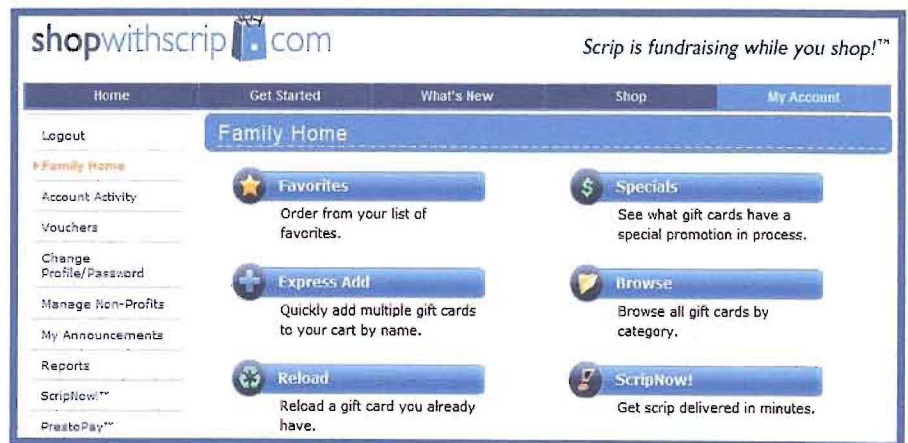 shopwithscrip.com
Scrip is fundraising while you shop!™
Home Get Started What's New Shop My Account
Logout
Family Home
Account Activity
Vouchers
Change
Profile/Password
Manage Non-Profits
My Announcements
Reports
ScripNow!™
PrestoPay™
Family Home
Favorites
Order from your list of
favorites.
Specials
See what gift cards have a
special promotion in process.
Express Add
Quickly add multiple gift cards
to your cart by name.
Browse
Browse all gift cards by
category.
Reload
Reload a gift card you already
have.
ScripNow!
Get scrip delivered in minutes.